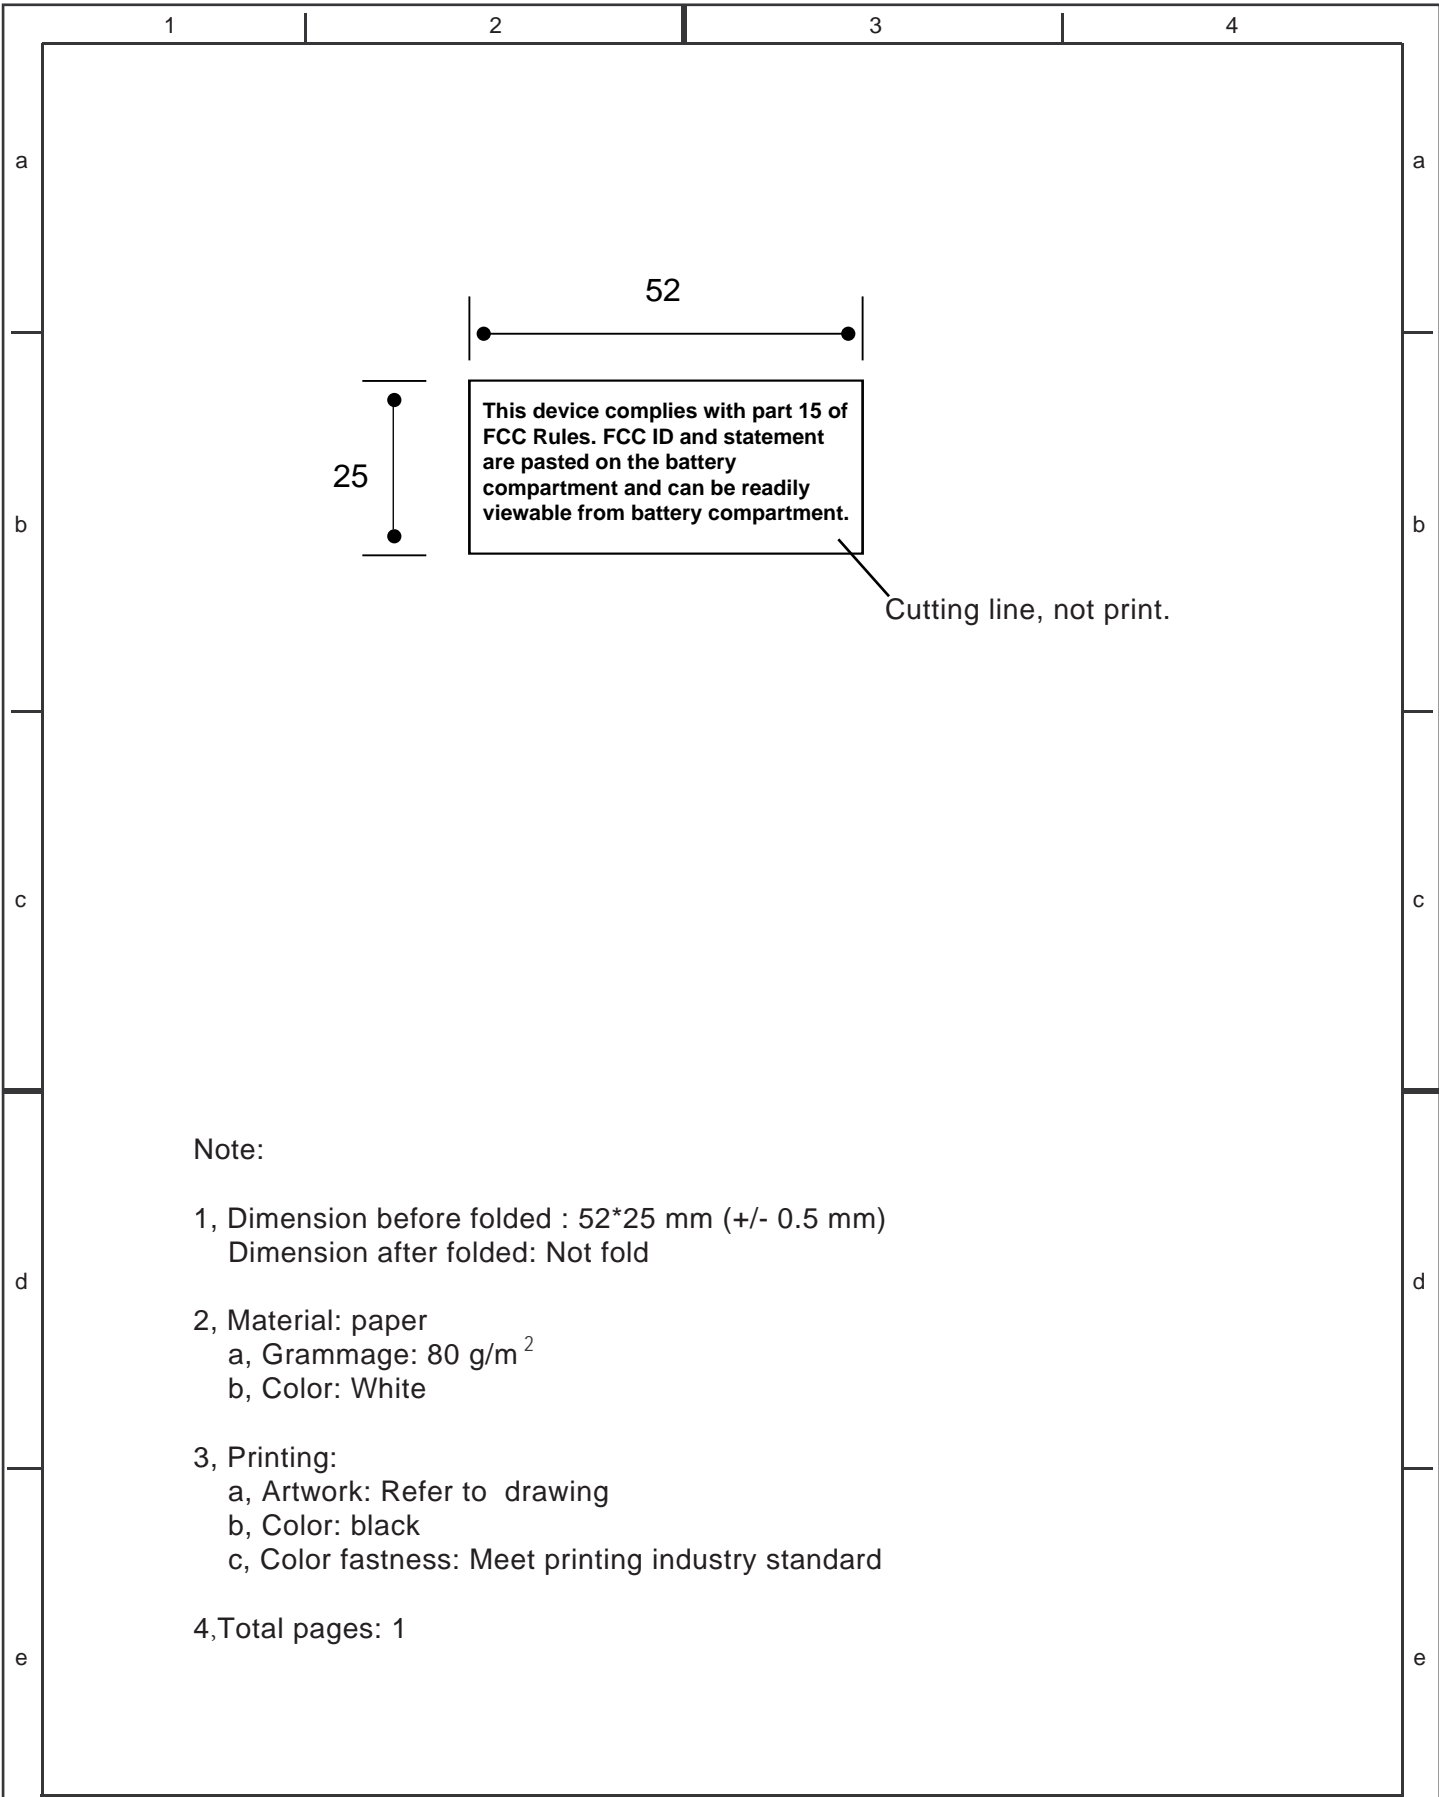 1 2 3 4
a a
52
This device complies with part 15 of
FCC Rules. FCC ID and statement
are pasted on the battery
compartment and can be readily
viewable from battery compartment.
25
b b
Cutting line, not print.
c c
Note:
1, Dimension before folded : 52*25 mm (+/- 0.5 mm)
Dimension after folded: Not fold
d d
2, Material: paper
a, Grammage: 80 g/m 2
b, Color: White
3, Printing:
a, Artwork: Refer to drawing
b, Color: black
c, Color fastness: Meet printing industry standard
4,Total pages: 1
e e